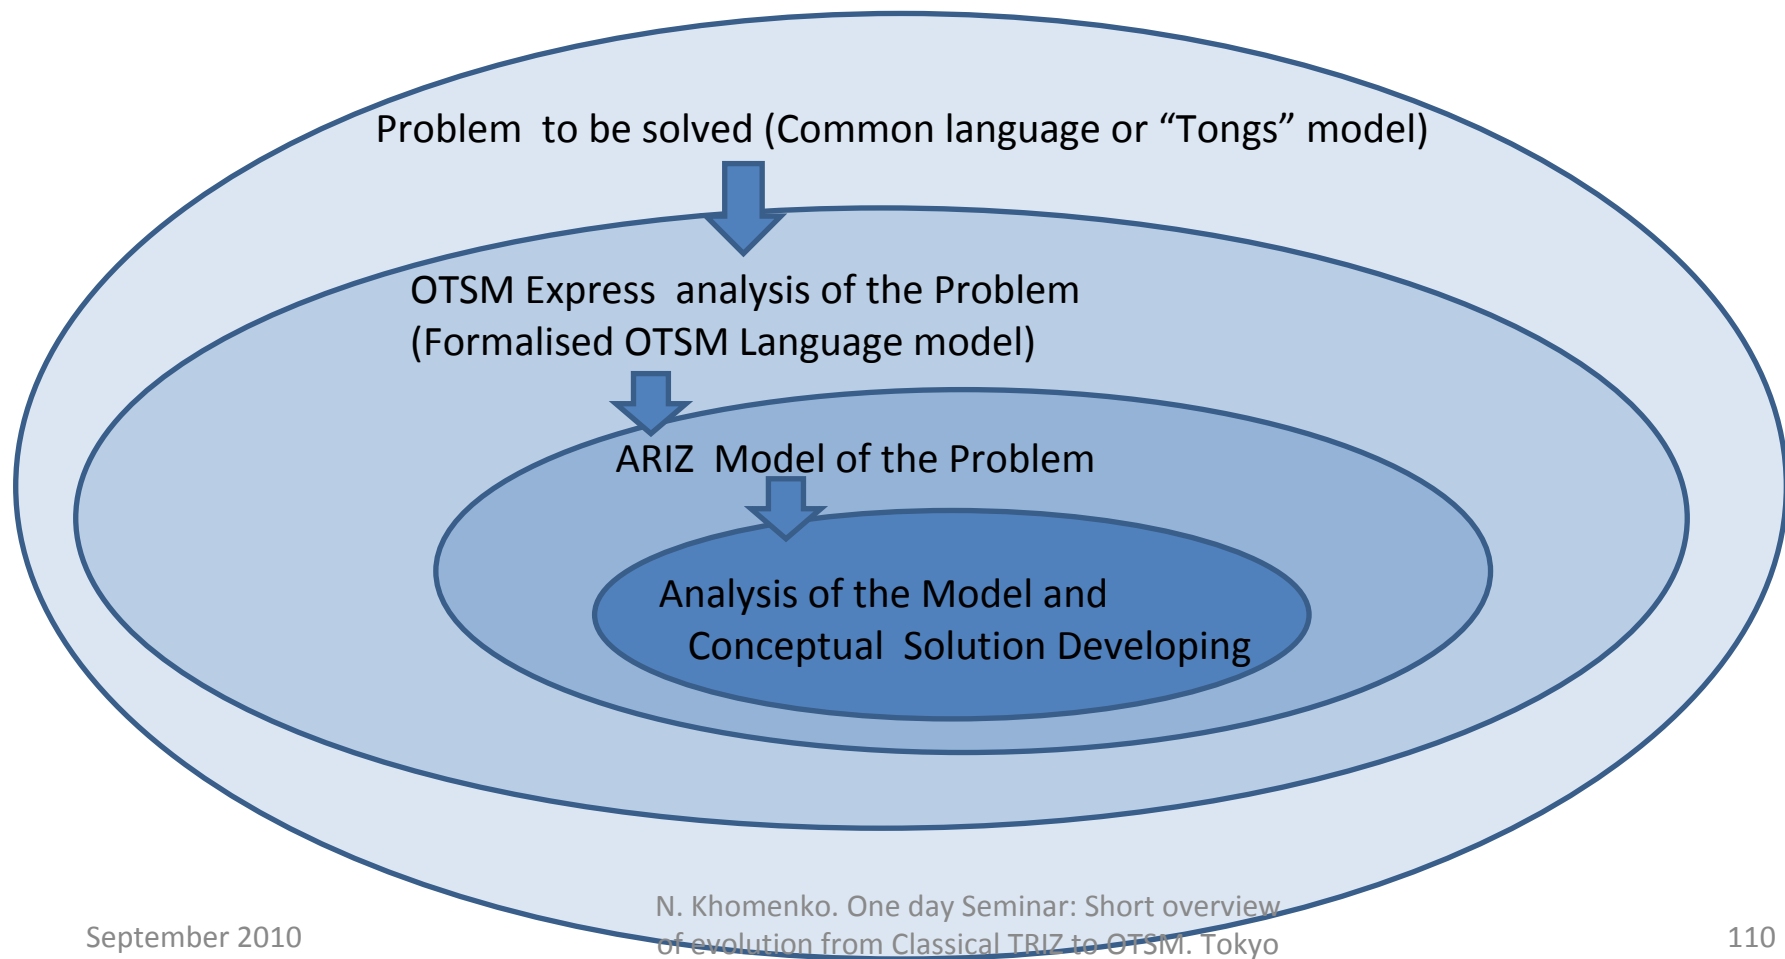 Problem to be solved (Common language or “Tongs” model)
OTSM Express analysis of the Problem
(Formalised OTSM Language model)
ARIZ Model of the Problem
Analysis of the Model and
Conceptual Solution Developing
September 2010
N. Khomenko. One day Seminar: Short overview
of evolution from Classical TRIZ to OTSM. Tokyo
110